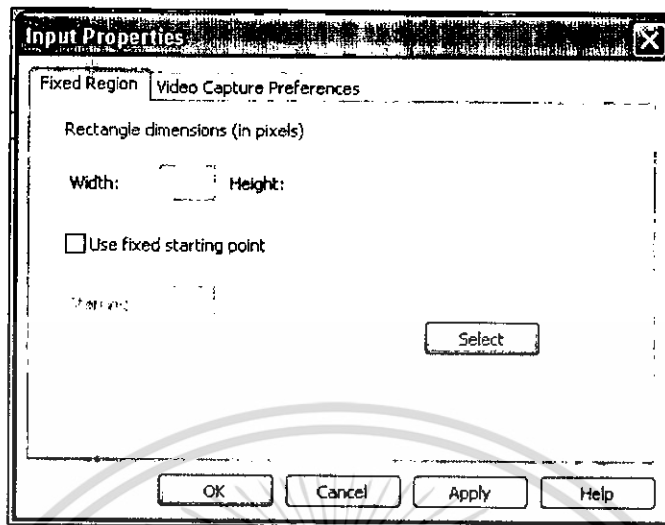 Input Properties
Fixed Region Video Capture Preferences
Rectangle dimensions (in pixels)
Width: Height:
Use fixed starting point
Select
OK Cancel Apply Help